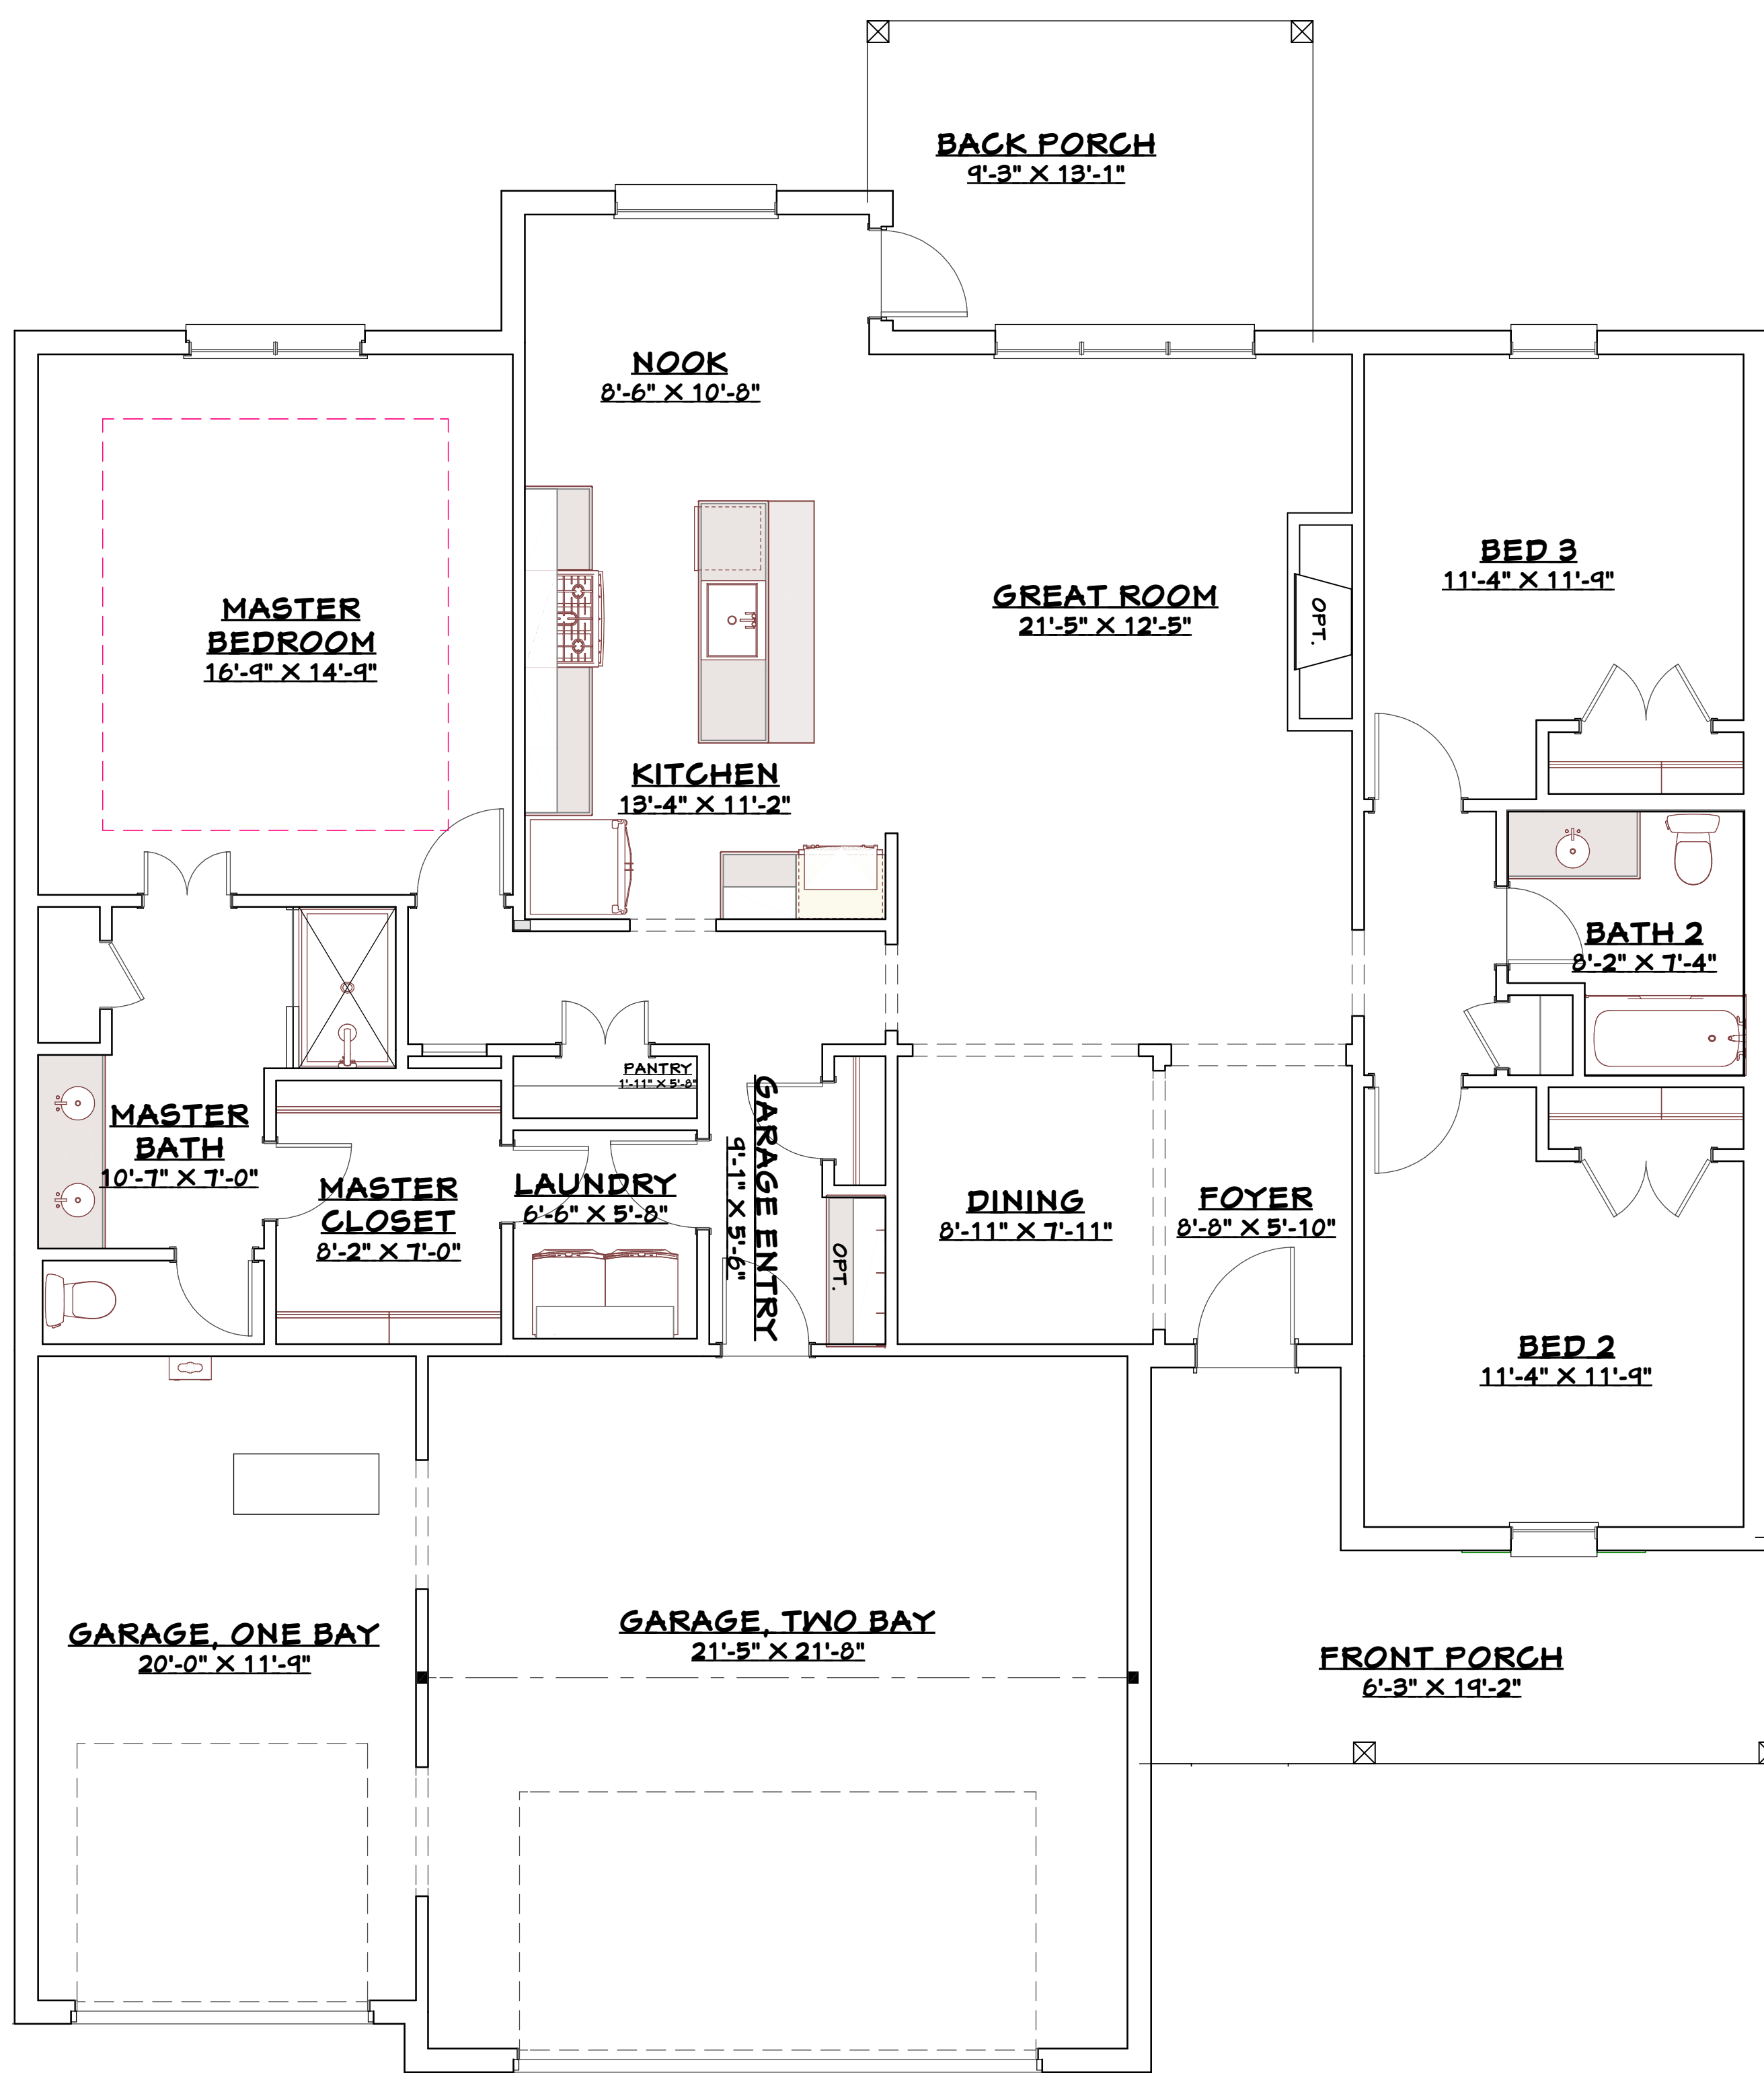 BACK PORCH
9'-3" X 13'-1"
NOOK
8'-6" X 10'-8"
BED 3
11'-4" X 11'-9"
MASTER
BEDROOM
16'-9" X 14'-9"
GREAT ROOM
21'-5" X 12'-5"
OPT.
KITCHEN
13'-4" X 11'-2"
BATH 2
8'-2" X 7'-4"
PANTRY
1'-11" X 5'-8"
MASTER
BATH
10'-7" X 7'-0"
MASTER
CLOSET
8'-2" X 7'-0"
LAUNDRY
6'-6" X 5'-8"
GARAGE ENTRY
9'-1" X 5'-6"
OPT.
DINING
8'-11" X 7'-11"
FOYER
8'-8" X 5'-10"
BED 2
11'-4" X 11'-9"
GARAGE, ONE BAY
20'-0" X 11'-9"
GARAGE, TWO BAY
21'-5" X 21'-8"
FRONT PORCH
6'-3" X 19'-2"